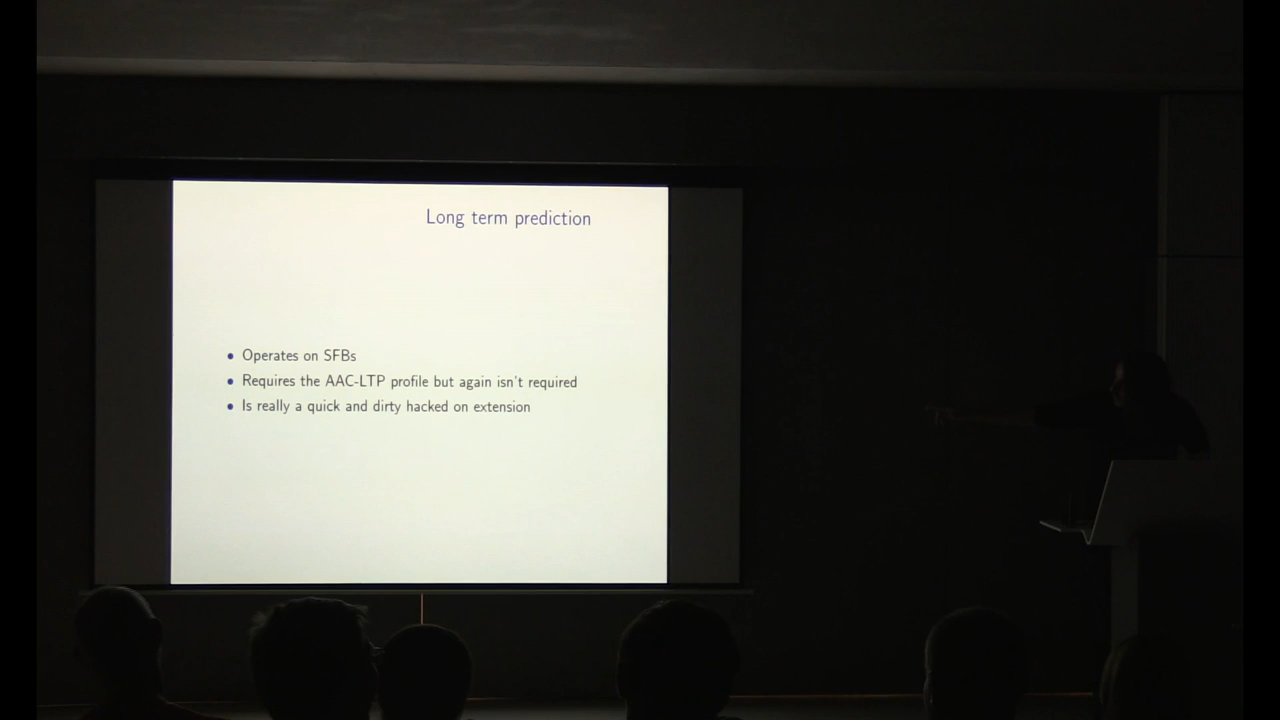 Long term prediction
Operates on SFBs
Requires the AAC-LTP profile but again isn't required
Is really a quick and dirty hacked on extension